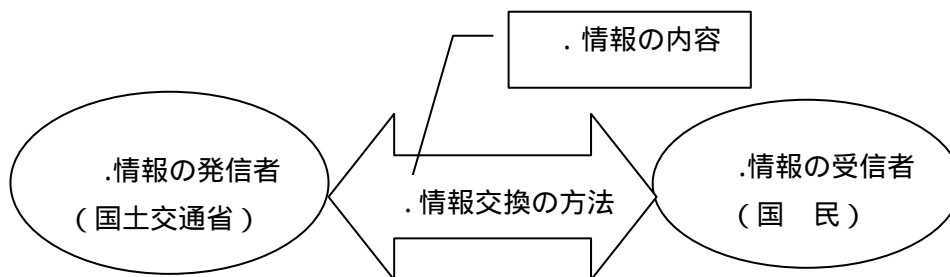 . 情報の内容
.情報の発信者
（国土交通省）
. 情報交換の方法
.情報の受信者
（国　民）